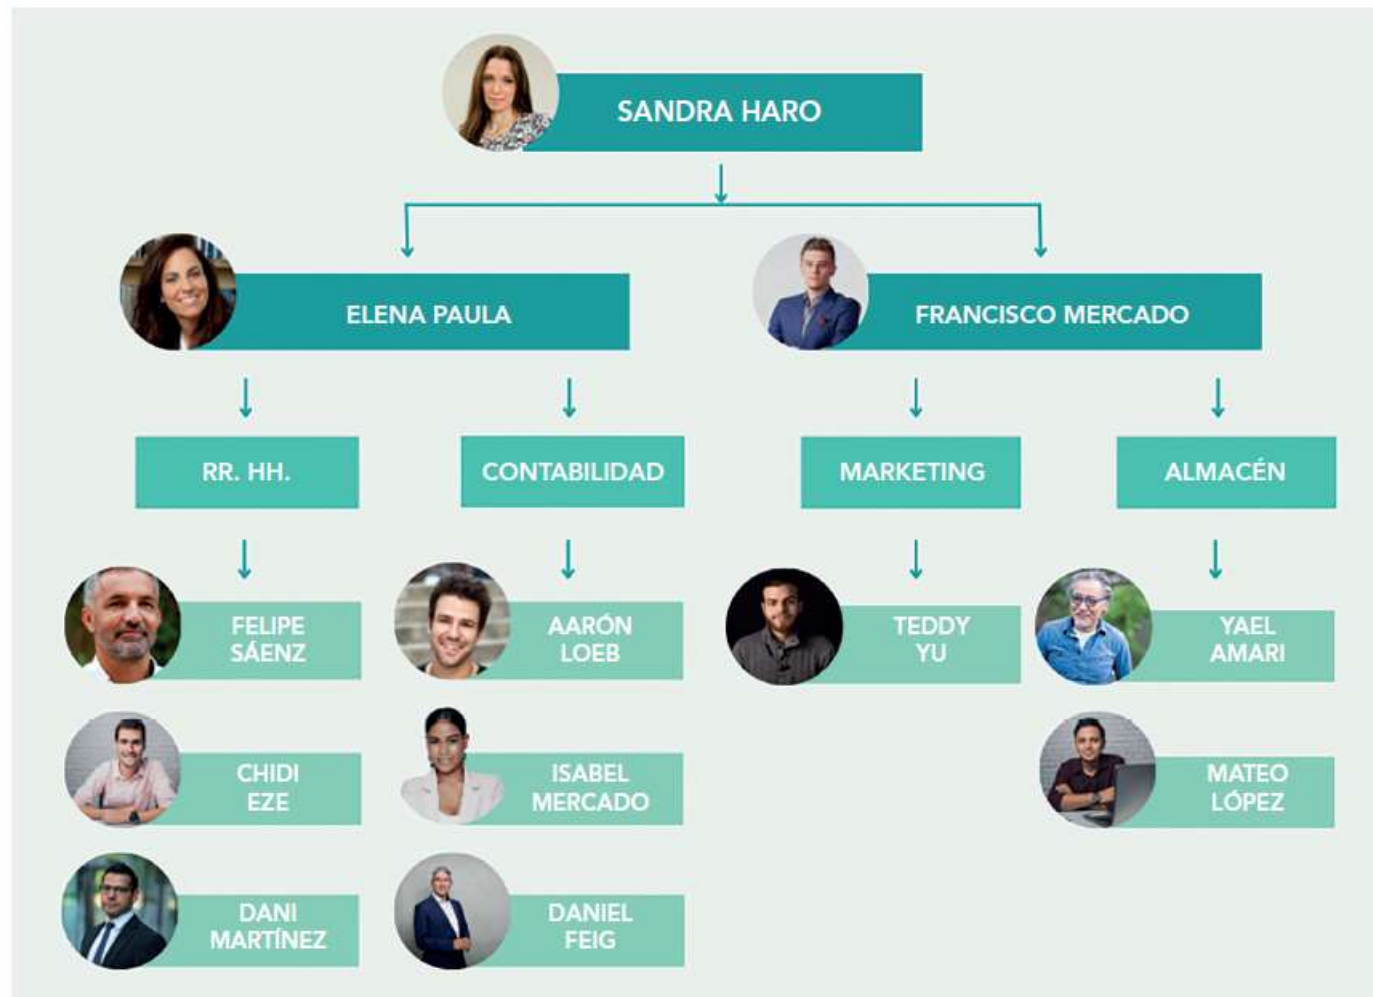 SANDRA HARO
ELENA PAULA
FRANCISCO MERCADO
RR. HH.
CONTABILIDAD
MARKETING
ALMACÉN
FELIPE
SÁENZ
AARÓN
LOEB
TEDDY
YU
YAEL
AMARI
CHIDI
EZE
ISABEL
MERCADO
MATEO
LÓPEZ
DANI
MARTÍNEZ
DANIEL
FEIG